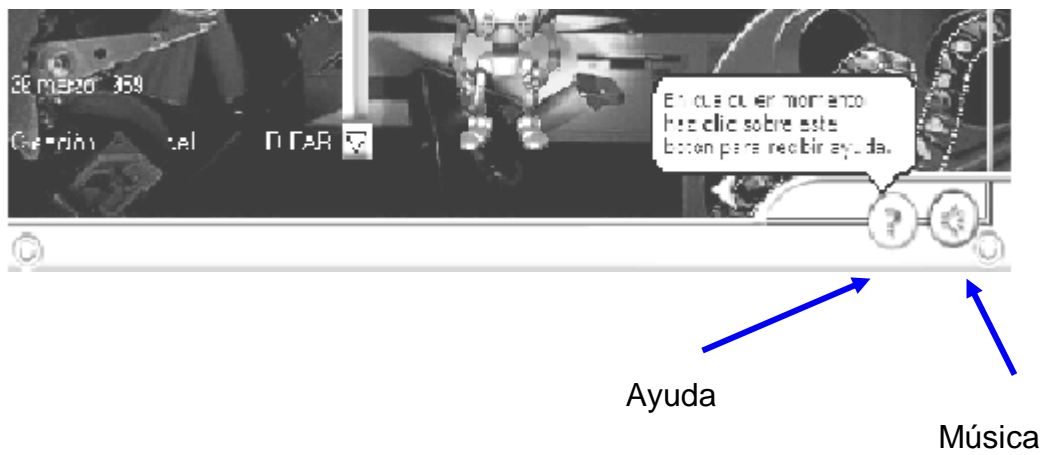 En cualquier momento
haz clic sobre este
botón para recibir ayuda.
?
Ayuda
Música